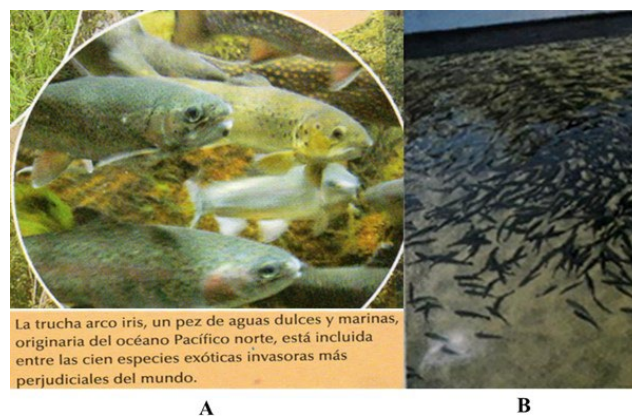 La trucha arco iris, un pez de aguas dulces y marinas,
originaria del océano Pacífico norte, está incluida
entre las cien especies exóticas invasoras más
perjudiciales del mundo.
A
B